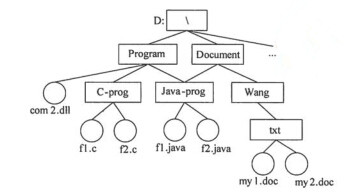 D: \
Program Document ...
C-prog Java-prog Wang
com 2.dll
txt
f1.c f2.c f1.java f2.java
my 1.doc my 2.doc